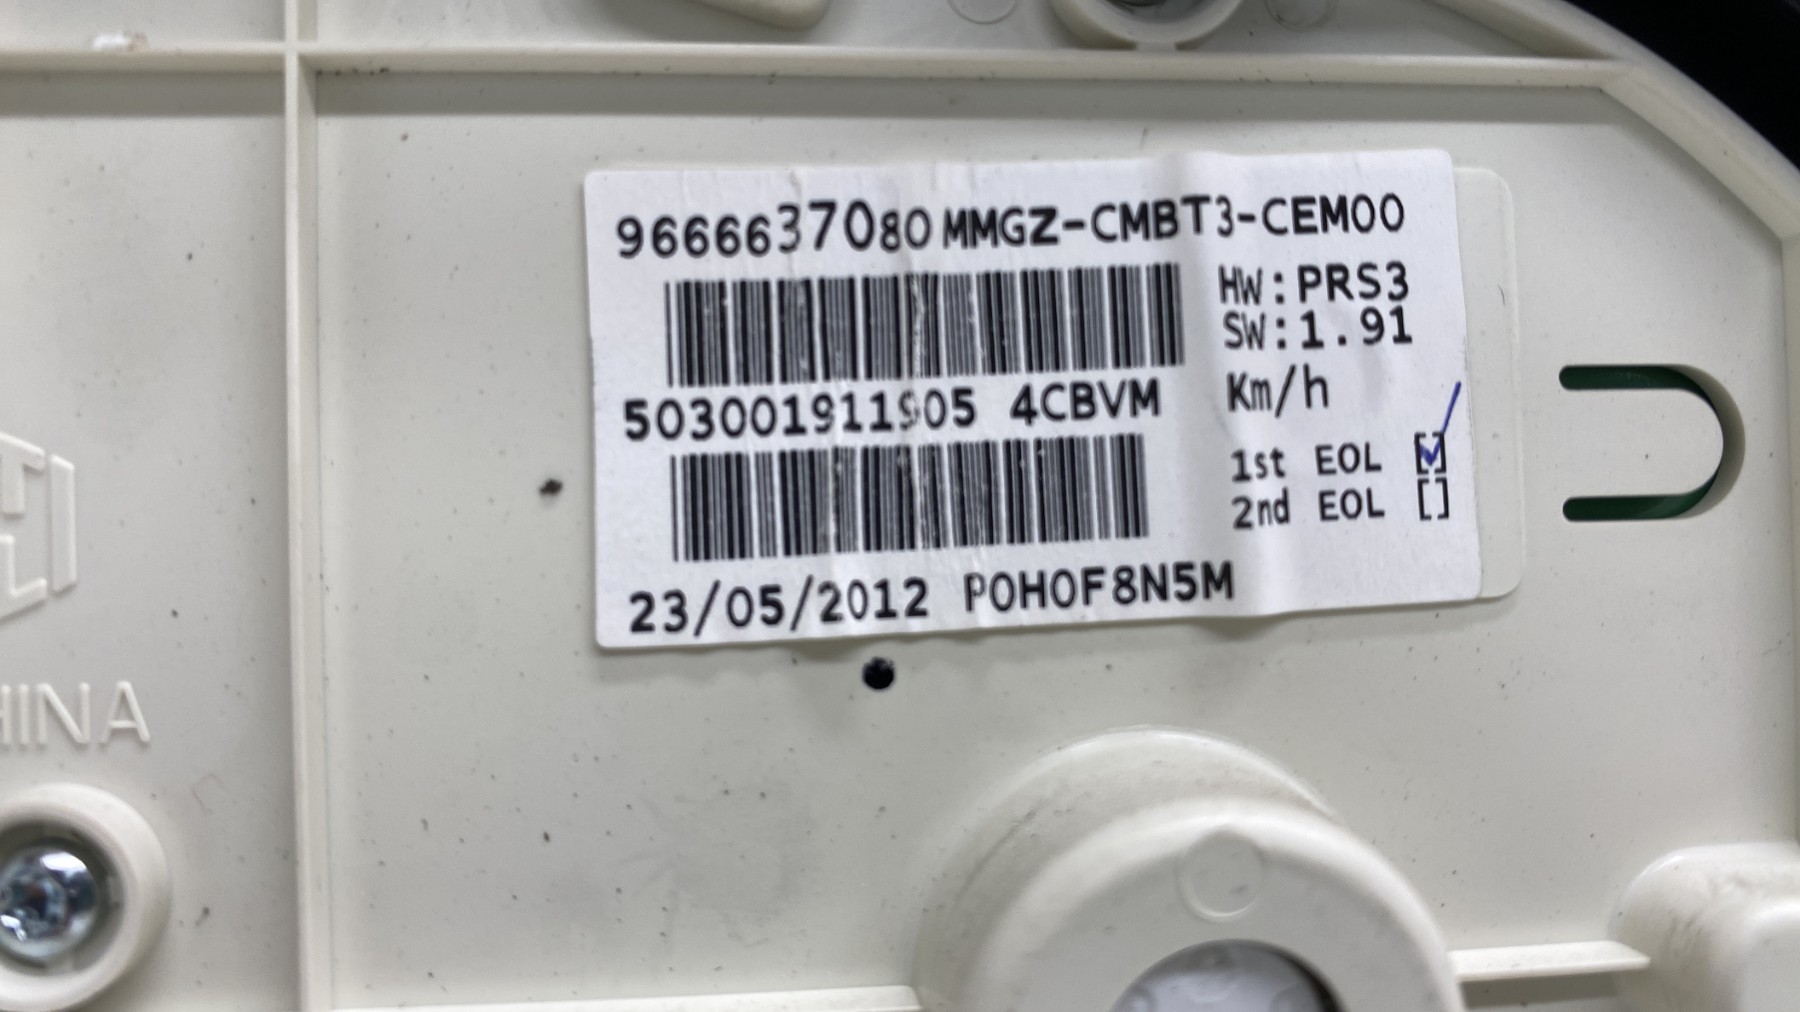 9666637080 MMGZ-CMBT3-CEM00
HW:PRS3
SW:1.91
503001911905 4CBVM
Km/h
1st EOL [✓]
2nd EOL []
23/05/2012 P0H0F8N5M
HINA